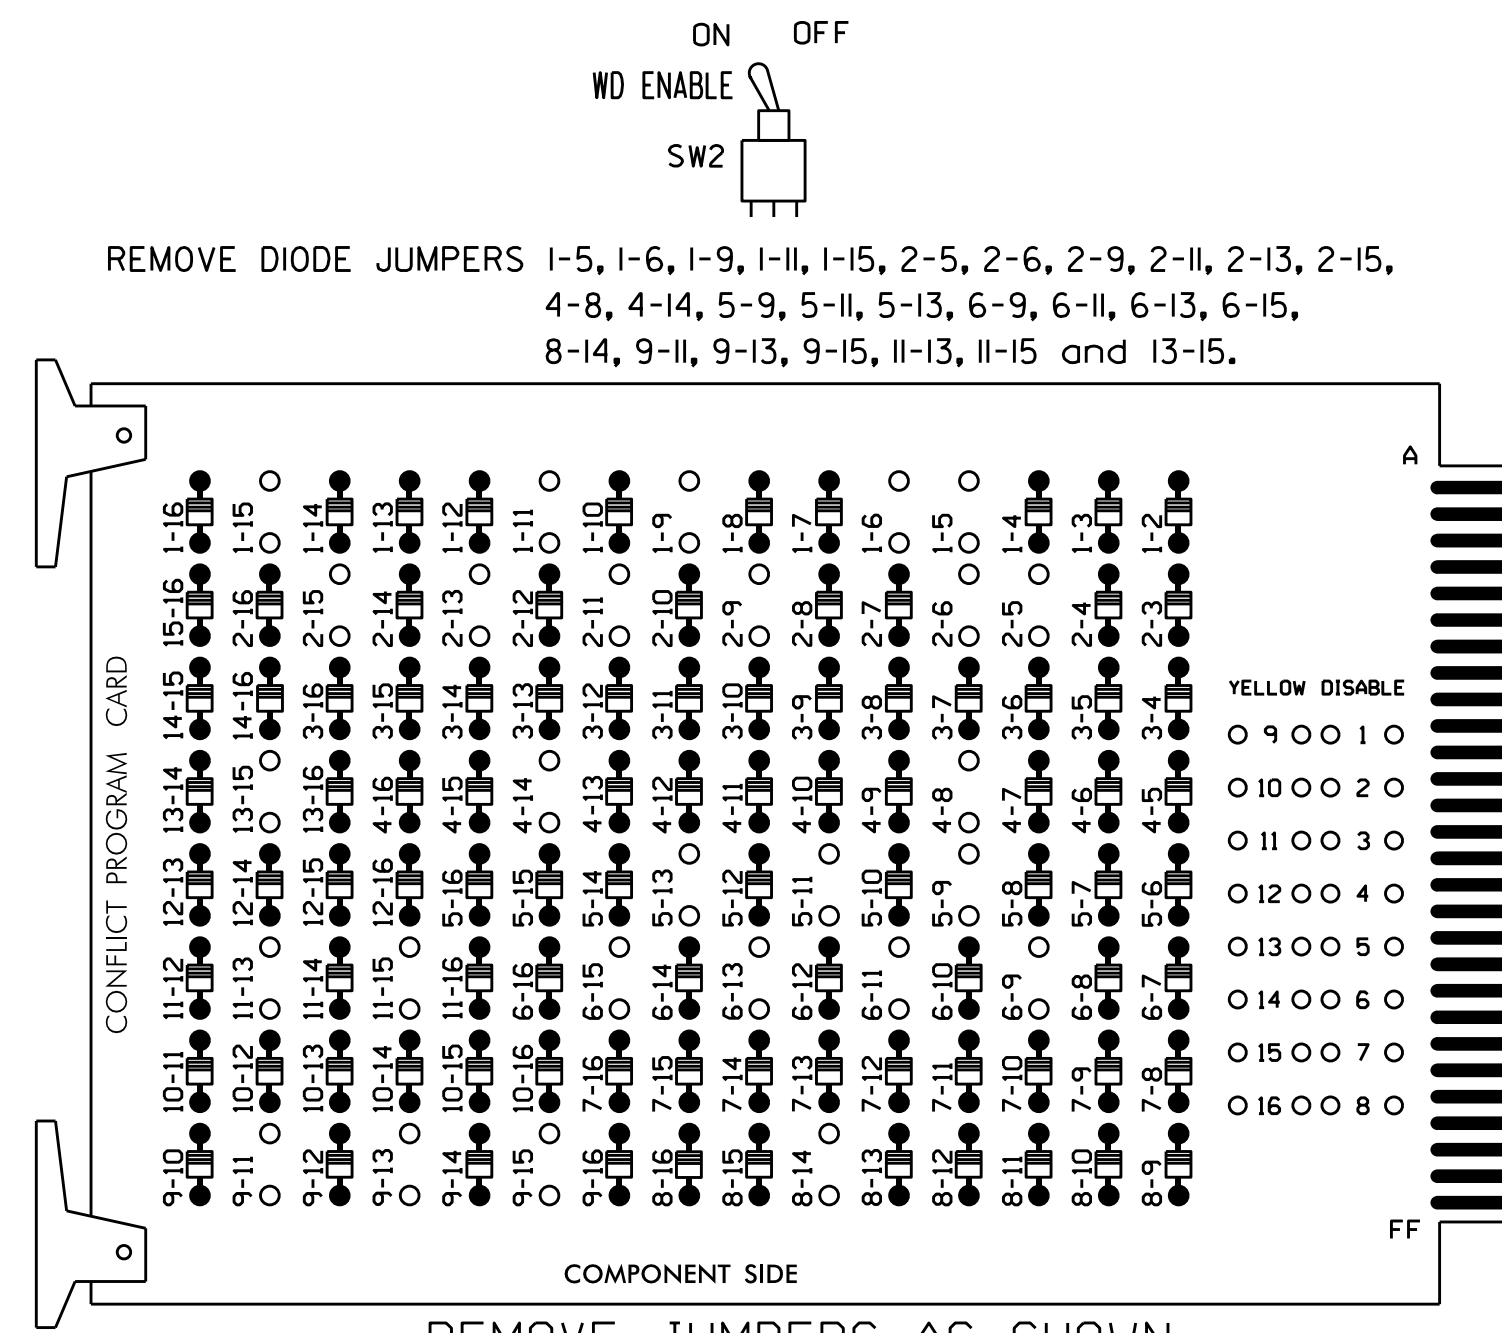 ON OFF
WD ENABLE
SW2
REMOVE DIODE JUMPERS 1-5, 1-6, 1-9, 1-11, 1-15, 2-5, 2-6, 2-9, 2-11, 2-13, 2-15,
4-8, 4-14, 5-9, 5-11, 5-13, 6-9, 6-11, 6-13, 6-15,
8-14, 9-11, 9-13, 9-15, 11-13, 11-15 and 13-15.
A
1-16 1-15 1-14 1-13 1-12 1-11 1-10 1-9 1-8 1-7 1-6 1-5 1-4 1-3 1-2
15-16 2-16 2-15 2-14 2-13 2-12 2-11 2-10 2-9 2-8 2-7 2-6 2-5 2-4 2-3
14-15 14-16 3-16 3-15 3-14 3-13 3-12 3-11 3-10 3-9 3-8 3-7 3-6 3-5 3-4
13-14 13-15 13-16 4-16 4-15 4-14 4-13 4-12 4-11 4-10 4-9 4-8 4-7 4-6 4-5
12-13 12-14 12-15 12-16 5-16 5-15 5-14 5-13 5-12 5-11 5-10 5-9 5-8 5-7 5-6
11-12 11-13 11-14 11-15 11-16 6-16 6-15 6-14 6-13 6-12 6-11 6-10 6-9 6-8 6-7
10-11 10-12 10-13 10-14 10-15 10-16 7-16 7-15 7-14 7-13 7-12 7-11 7-10 7-9 7-8
9-10 9-11 9-12 9-13 9-14 9-15 9-16 8-16 8-15 8-14 8-13 8-12 8-11 8-10 8-9
CONFLICT PROGRAM CARD
YELLOW DISABLE
9 1
10 2
11 3
12 4
13 5
14 6
15 7
16 8
FF
COMPONENT SIDE
REMOVE JUMPERS AS SHOWN